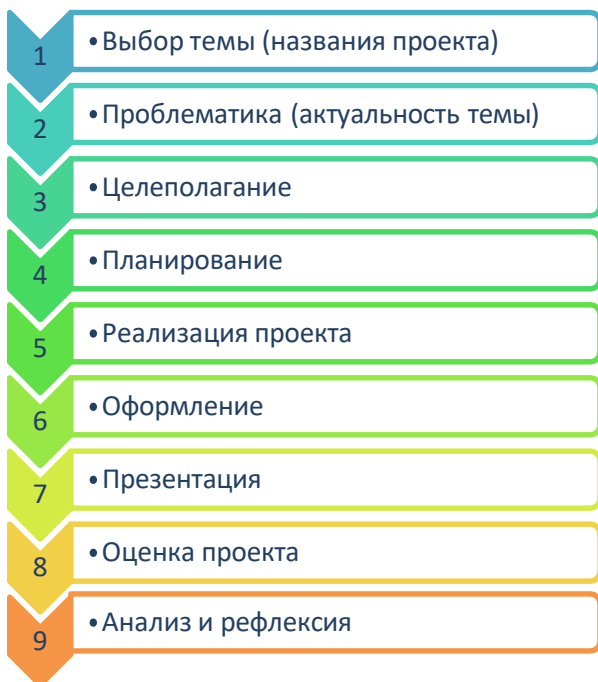 1
•Выбор темы (названия проекта)
2
•Проблематика (актуальность темы)
3
•Целеполагание
4
•Планирование
5
•Реализация проекта
6
•Оформление
7
•Презентация
8
•Оценка проекта
9
•Анализ и рефлексия